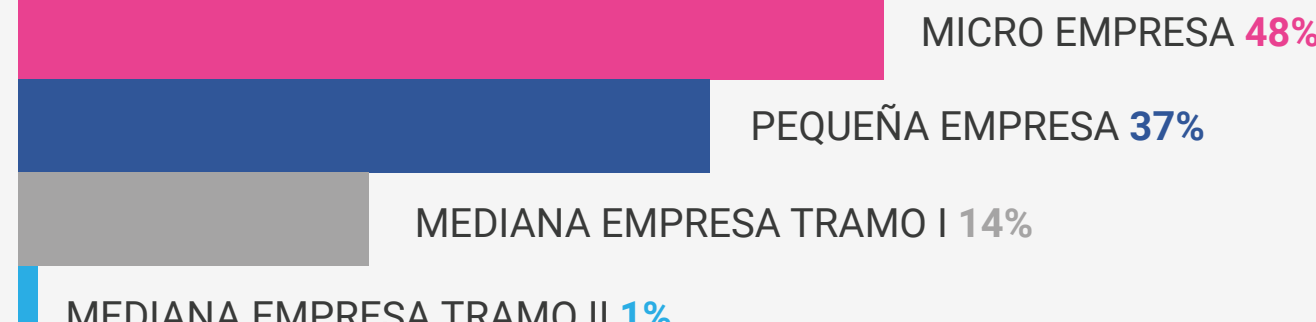 MICRO EMPRESA 48%
PEQUEÑA EMPRESA 37%
MEDIANA EMPRESA TRAMO I 14%
MEDIANA EMPRESA TRAMO II 1%